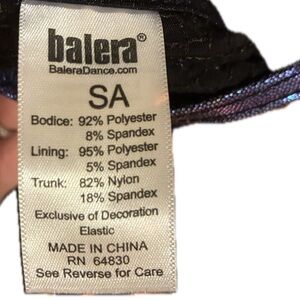 balera®
BaleraDance.com
SA
Bodice: 92% Polyester
8% Spandex
Lining: 95% Polyester
5% Spandex
Trunk: 82% Nylon
18% Spandex
Exclusive of Decoration
Elastic
MADE IN CHINA
RN 64830
See Reverse for Care